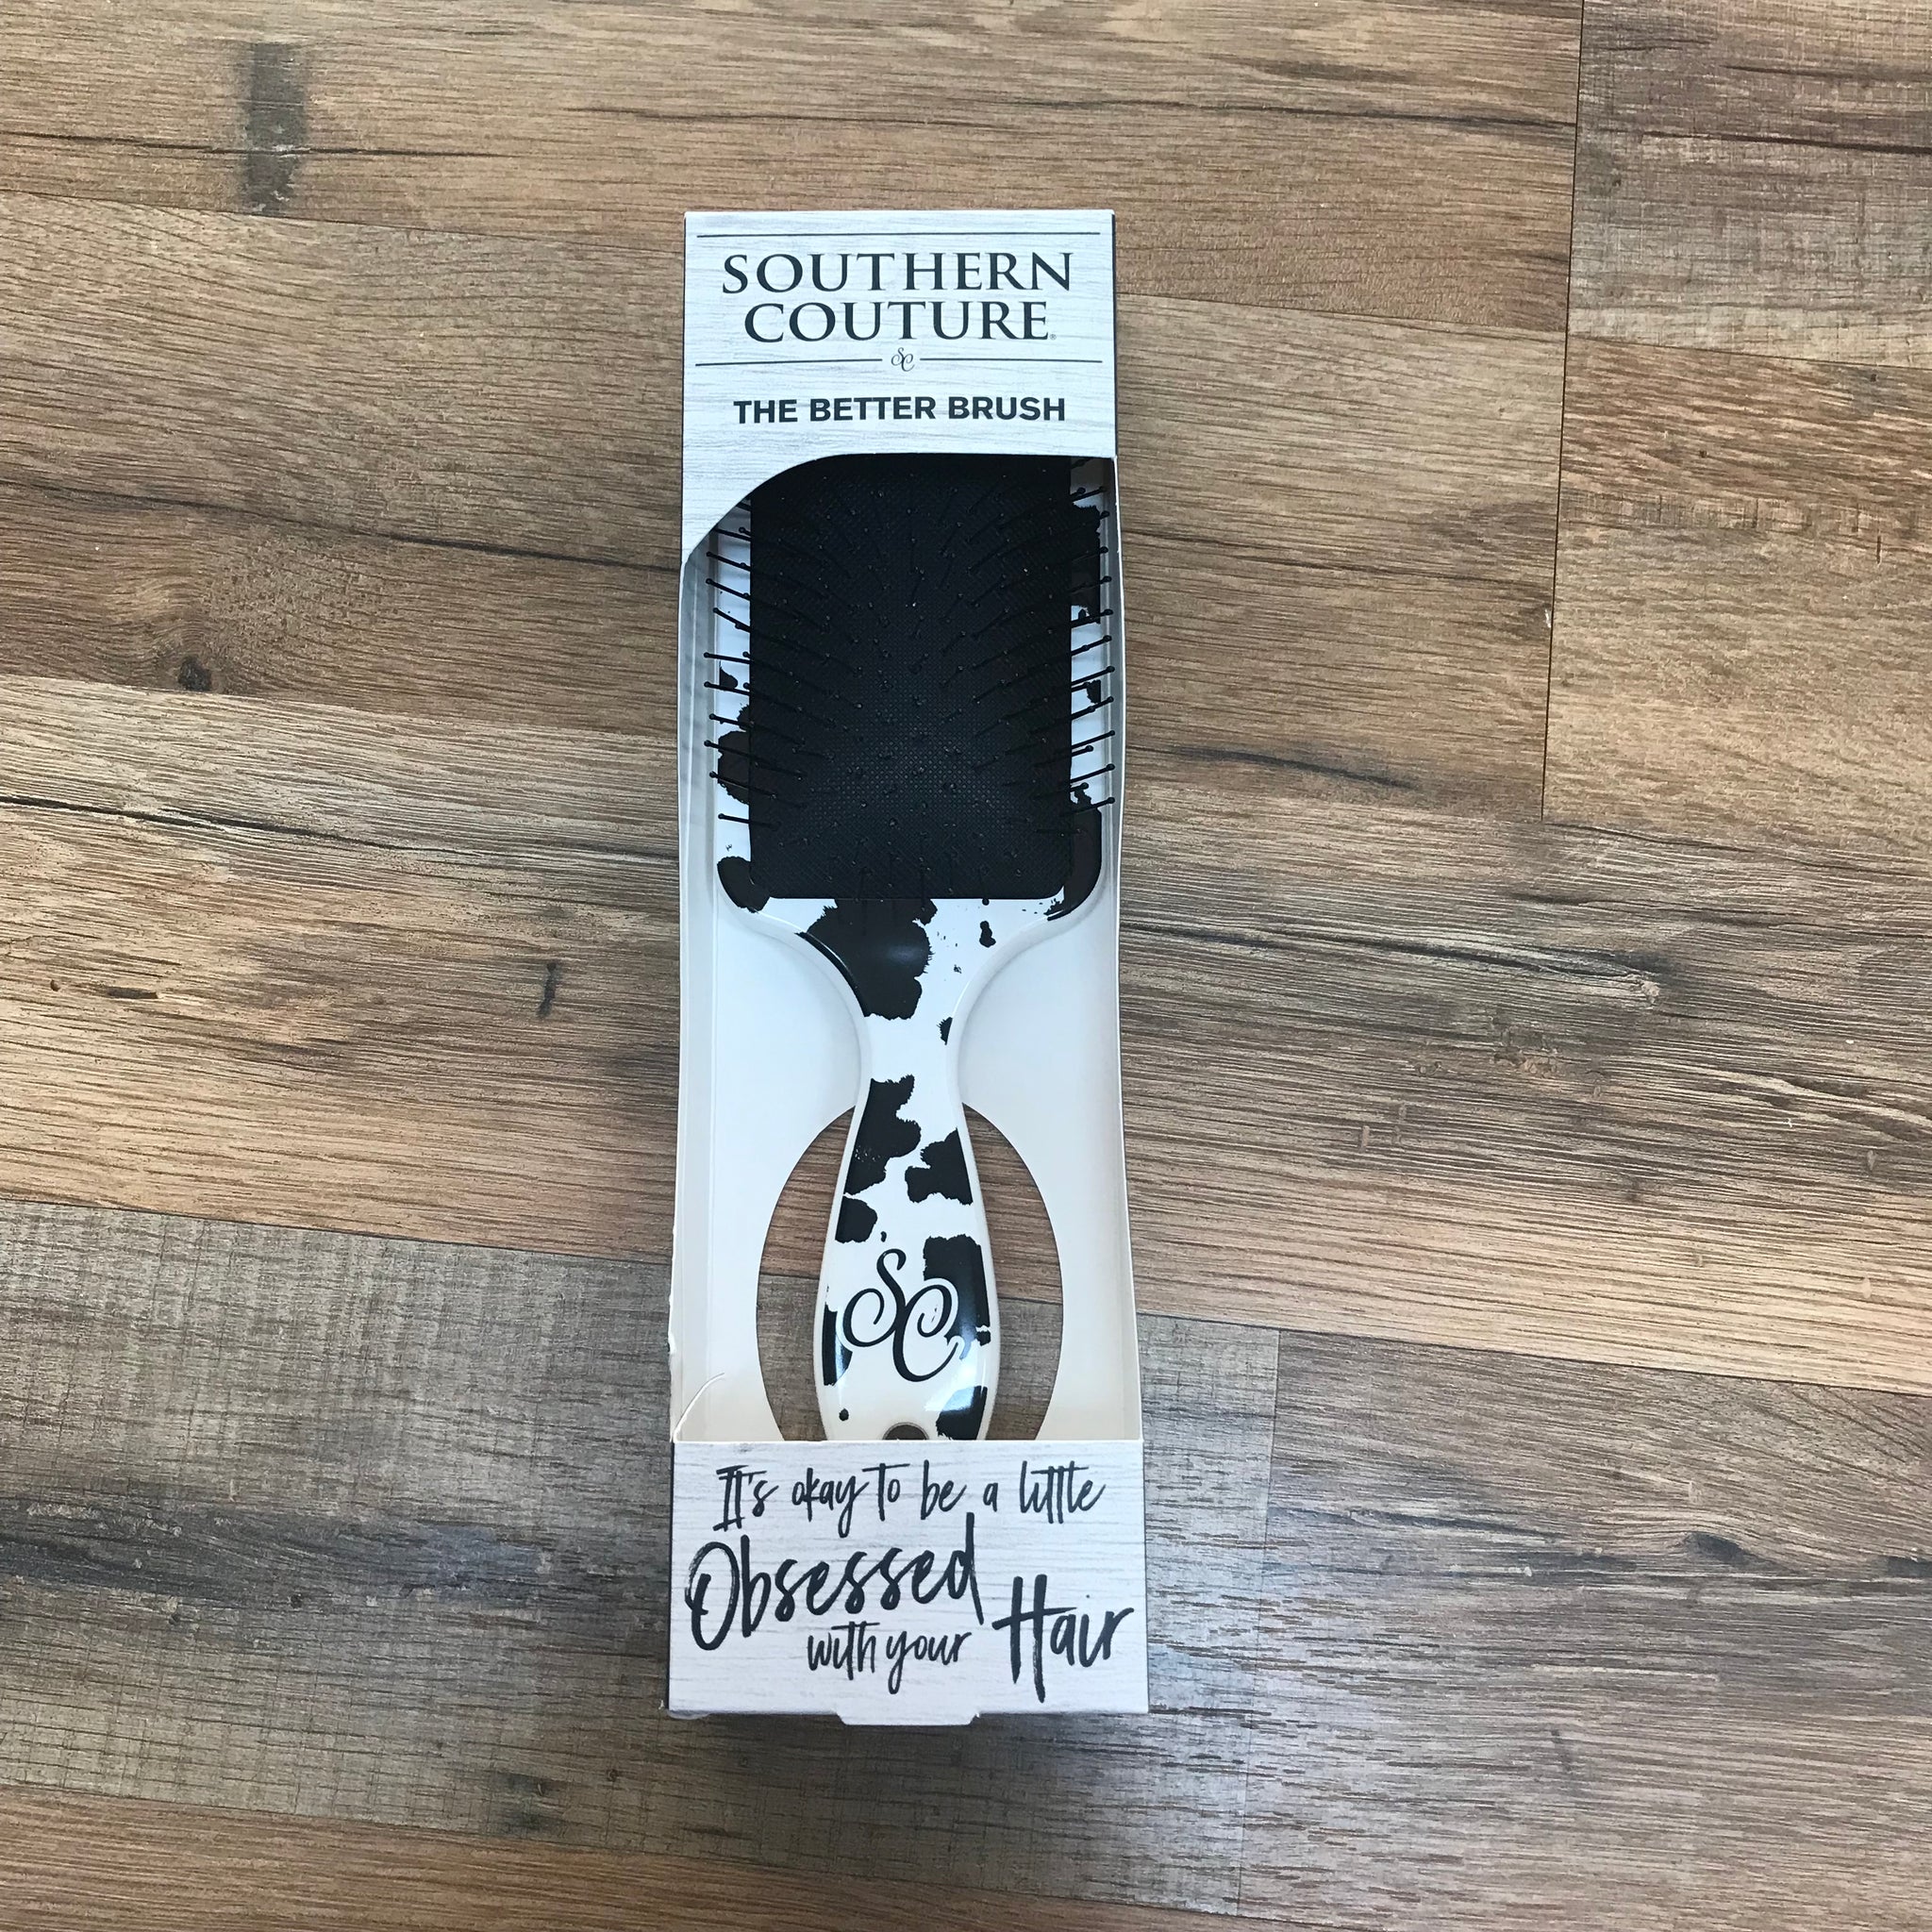 SOUTHERN
COUTURE®
SC
THE BETTER BRUSH
SC
It's okay to be a little
Obsessed
with your Hair